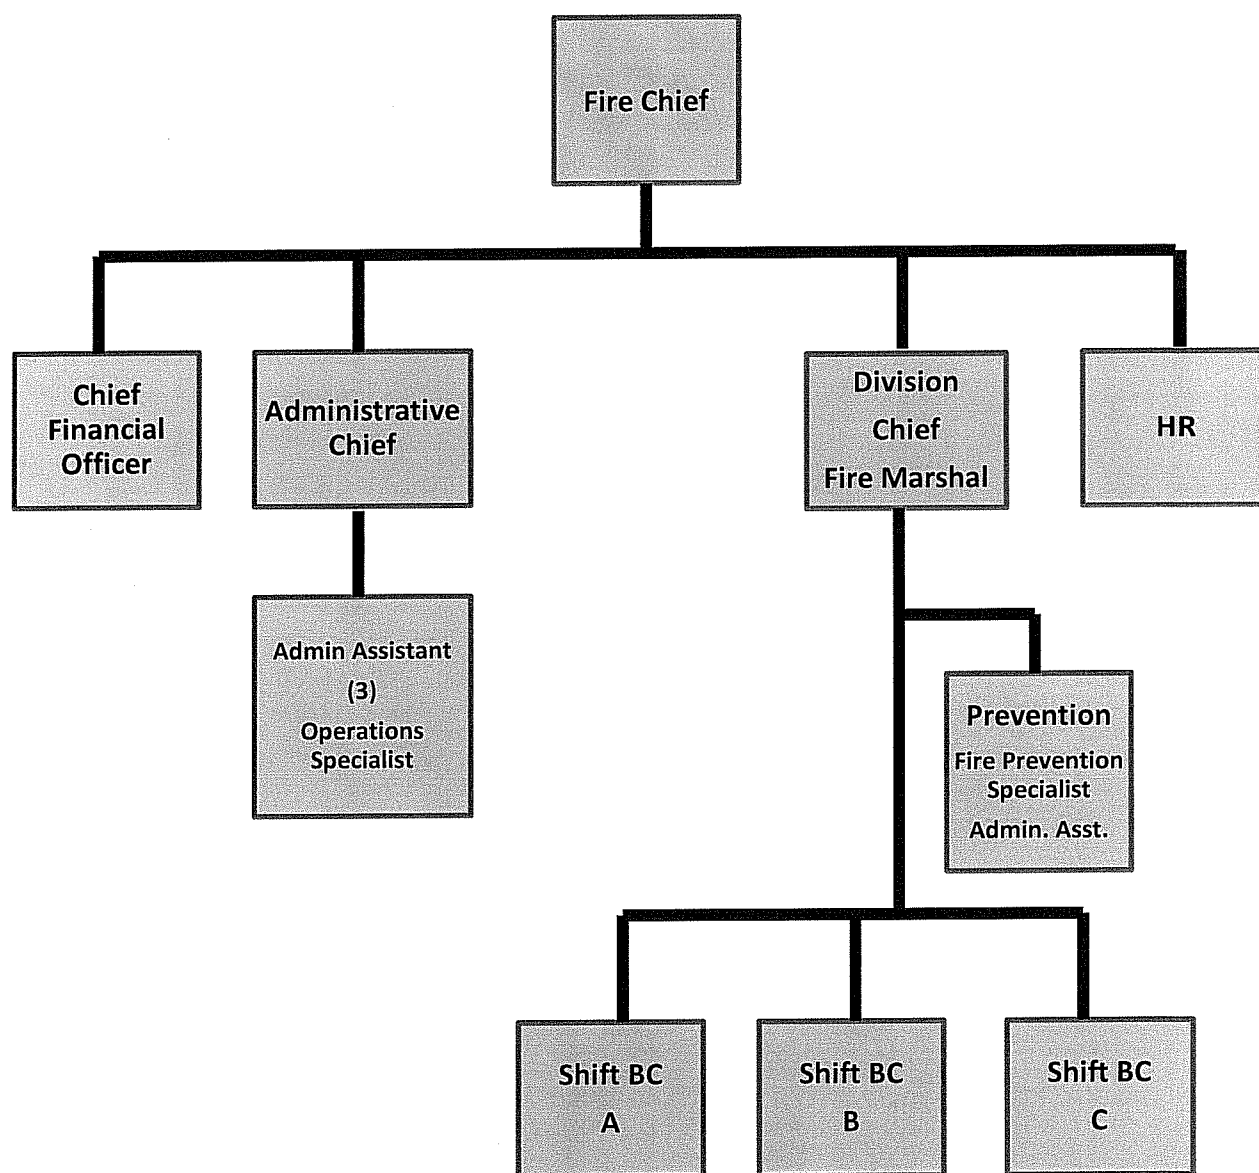 Fire Chief
Chief
Financial
Officer
Administrative
Chief
Division
Chief
Fire Marshal
HR
Admin Assistant
(3)
Operations
Specialist
Prevention
Fire Prevention
Specialist
Admin. Asst.
Shift BC
A
Shift BC
B
Shift BC
C